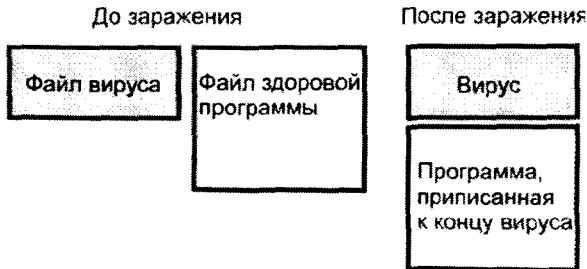 До заражения
После заражения
Файл вируса
Файл здоровой
программы
Вирус
Программа,
приписанная
к концу вируса